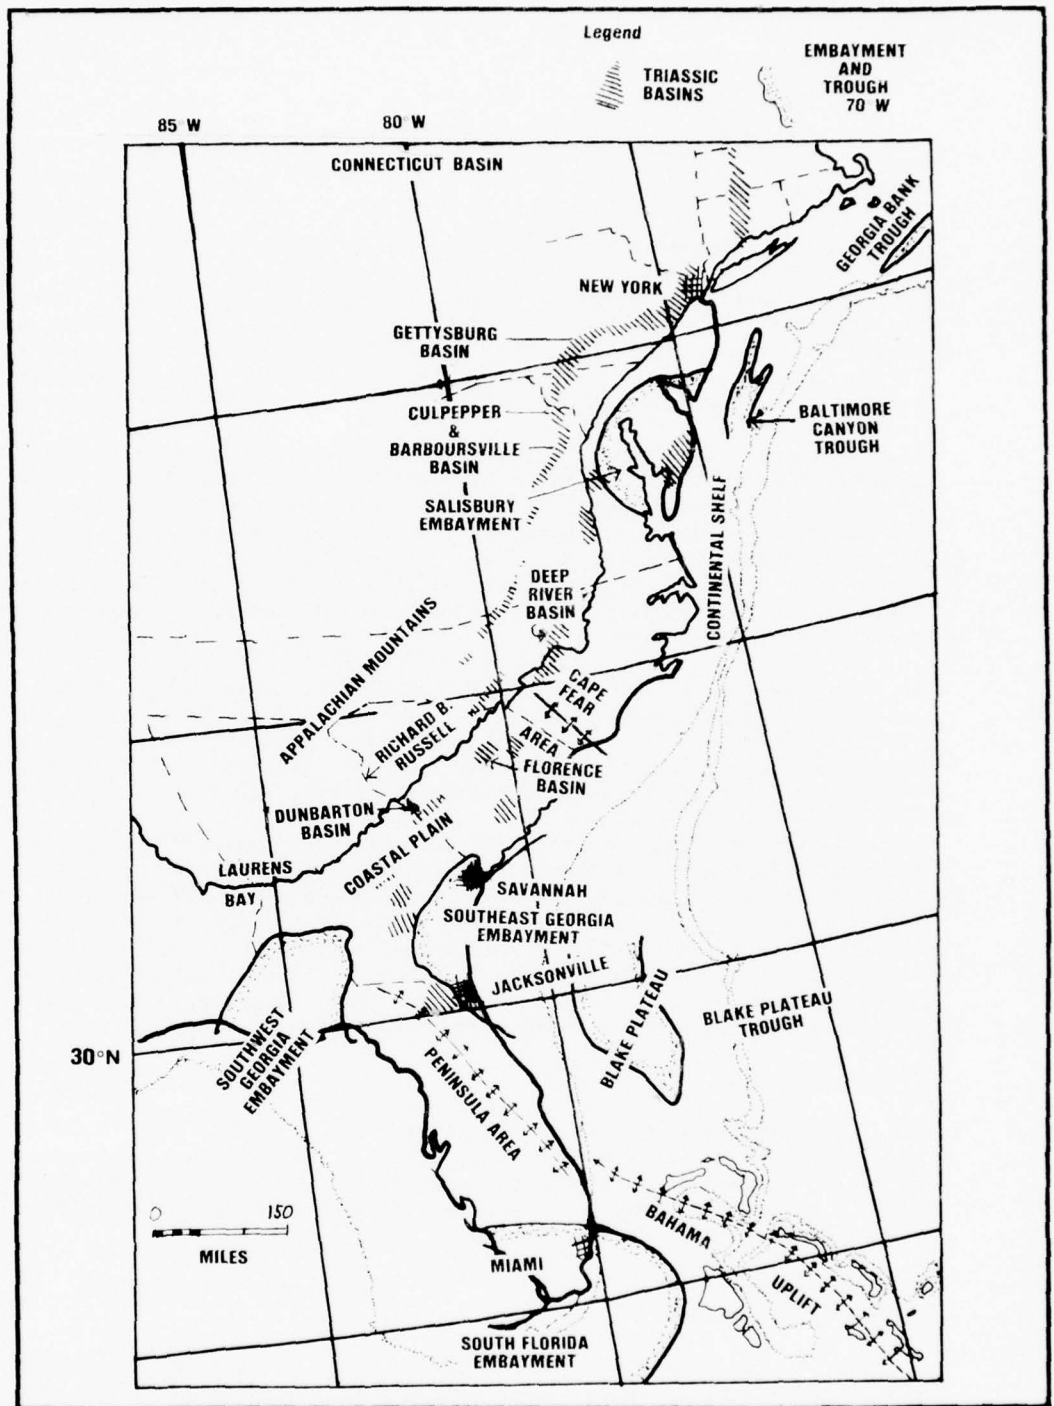 Legend
TRIASSIC
BASINS
EMBAYMENT
AND
TROUGH
70 W
85 W
80 W
CONNECTICUT BASIN
GEORGIA BANK
TROUGH
NEW YORK
GETTYSBURG
BASIN
CULPEPPER
&
BARBOURSVILLE
BASIN
BALTIMORE
CANYON
TROUGH
SALISBURY
EMBAYMENT
CONTINENTAL SHELF
DEEP
RIVER
BASIN
APPALACHIAN MOUNTAINS
CAPE
FEAR
AREA
RICHARD B.
RUSSELL
FLORENCE
BASIN
DUNBARTON
BASIN
COASTAL PLAIN
LAURENS
BAY
SAVANNAH
SOUTHEAST GEORGIA
EMBAYMENT
JACKSONVILLE
BLAKE PLATEAU
BLAKE PLATEAU
TROUGH
30°N
SOUTHWEST
GEORGIA
EMBAYMENT
PENINSULA AREA
0 150
MILES
BAHAMA
UPLIFT
MIAMI
SOUTH FLORIDA
EMBAYMENT